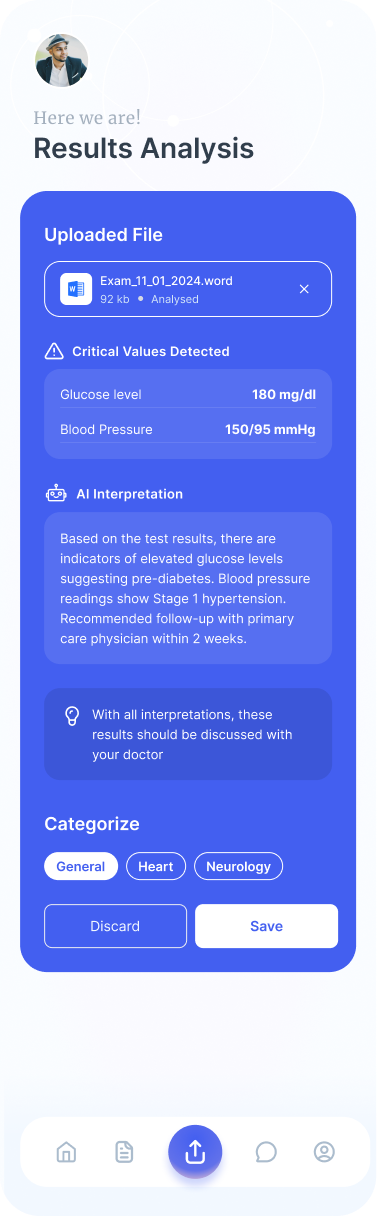 Here we are!
Results Analysis
Uploaded File
W
Exam_11_01_2024.word
92 kb • Analysed
Critical Values Detected
Glucose level 180 mg/dl
Blood Pressure 150/95 mmHg
AI Interpretation
Based on the test results, there are
indicators of elevated glucose levels
suggesting pre-diabetes. Blood pressure
readings show Stage 1 hypertension.
Recommended follow-up with primary
care physician within 2 weeks.
With all interpretations, these
results should be discussed with
your doctor
Categorize
General Heart Neurology
Discard Save